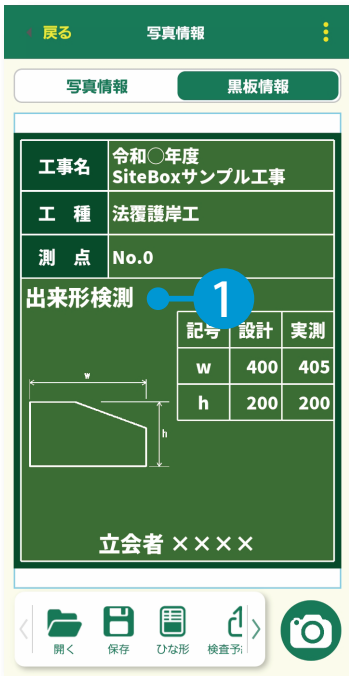 戻る
写真情報
写真情報
黒板情報
工事名
令和○年度
SiteBoxサンプル工事
工 種
法覆護岸工
測 点
No.0
出来形検測
1
記号 設計 実測
w 400 405
h 200 200
w
h
立会者 ××××
開く
保存
ひな形
検査予